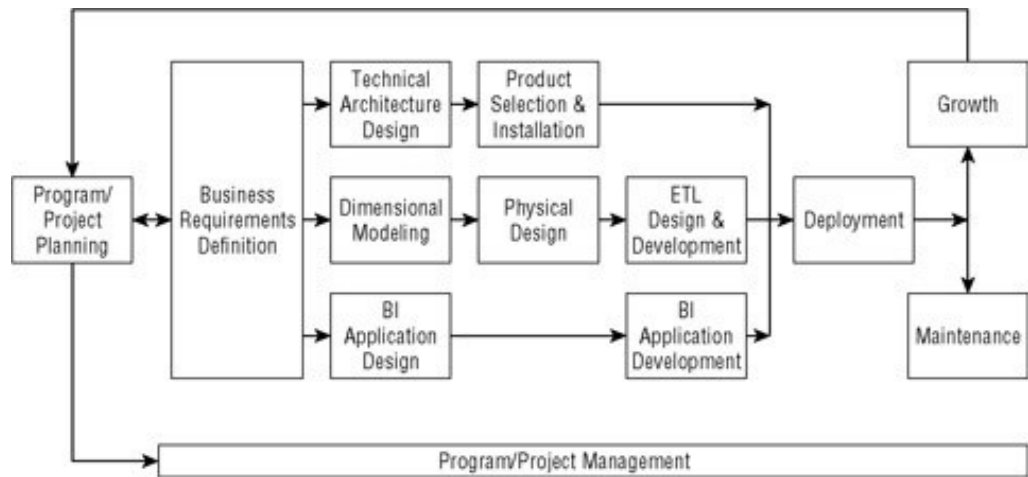 Program/
Project
Planning
Business
Requirements
Definition
Technical
Architecture
Design
Product
Selection &
Installation
Dimensional
Modeling
Physical
Design
ETL
Design &
Development
BI
Application
Design
BI
Application
Development
Deployment
Growth
Maintenance
Program/Project Management